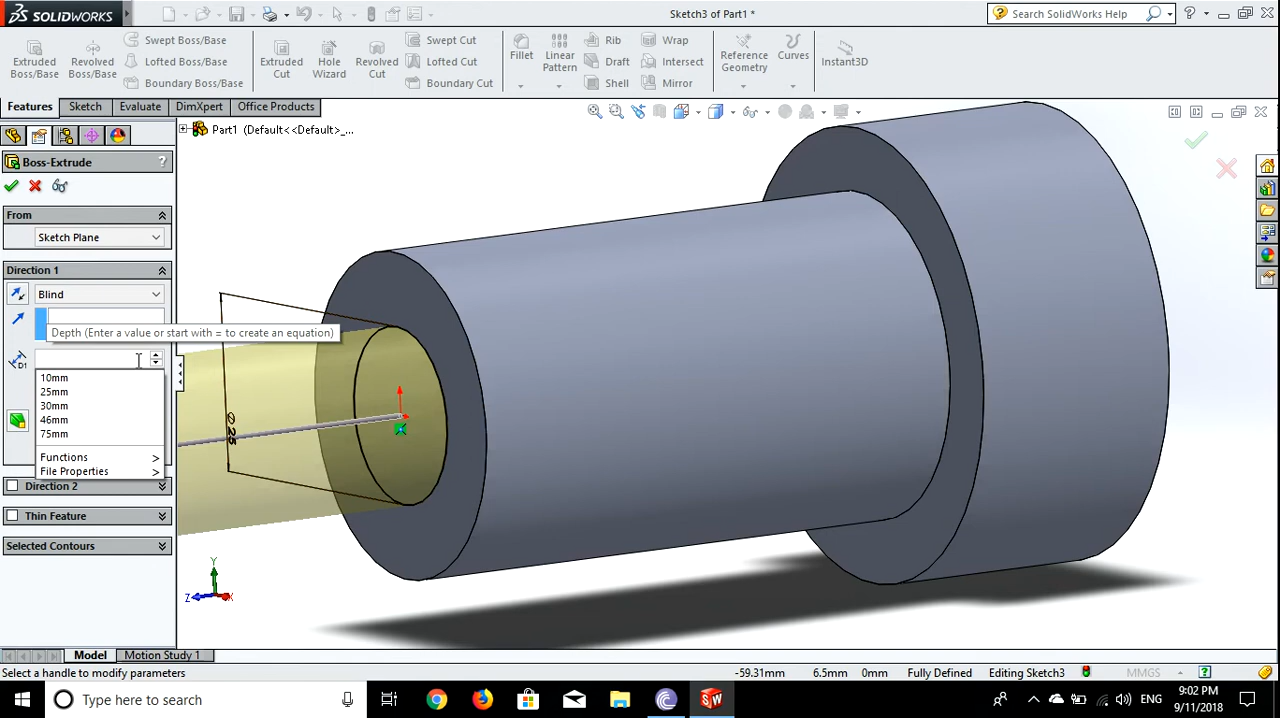 SOLIDWORKS
Sketch3 of Part1 *
Search SolidWorks Help
Extruded Boss/Base
Revolved Boss/Base
Swept Boss/Base
Lofted Boss/Base
Boundary Boss/Base
Extruded Cut
Hole Wizard
Revolved Cut
Swept Cut
Lofted Cut
Boundary Cut
Fillet
Linear Pattern
Rib
Draft
Shell
Wrap
Intersect
Mirror
Reference Geometry
Curves
Instant3D
Features
Sketch
Evaluate
DimXpert
Office Products
Part1 (Default<<Default>_...
Boss-Extrude
?
From
Sketch Plane
Direction 1
Blind
Depth (Enter a value or start with = to create an equation)
D1
10mm
25mm
30mm
46mm
75mm
Functions >
File Properties >
Direction 2
Thin Feature
Selected Contours
Ø 25
Y
Z
X
Model
Motion Study 1
Select a handle to modify parameters
-59.31mm
6.5mm
0mm
Fully Defined
Editing Sketch3
MMGS
?
Type here to search
SW
ENG
9:02 PM
9/11/2018